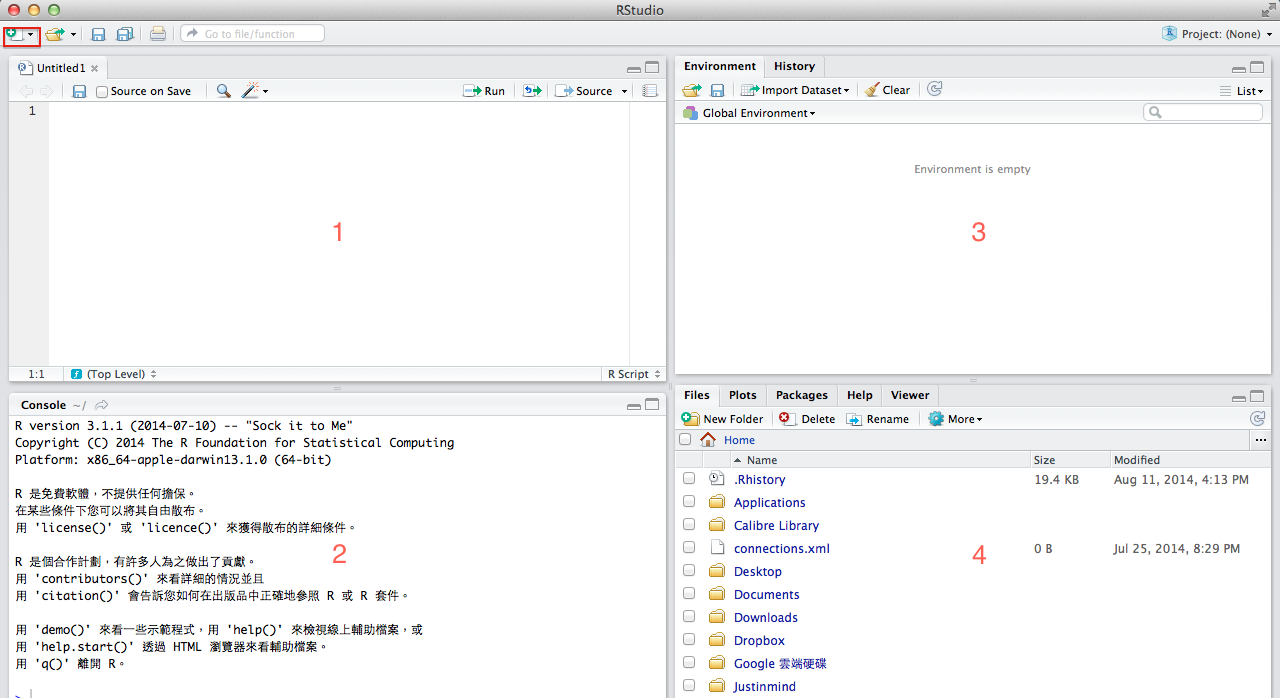 RStudio
Go to file/function
Project: (None)
Untitled1
Source on Save
Run
Source
1
1
1:1
(Top Level)
R Script
Console ~/
R version 3.1.1 (2014-07-10) -- "Sock it to Me"
Copyright (C) 2014 The R Foundation for Statistical Computing
Platform: x86_64-apple-darwin13.1.0 (64-bit)
R 是免費軟體，不提供任何擔保。
在某些條件下您可以將其自由散布。
用 'license()' 或 'licence()' 來獲得散布的詳細條件。
R 是個合作計劃，有許多人為之做出了貢獻。
用 'contributors()' 來看詳細的情況並且
用 'citation()' 會告訴您如何在出版品中正確地參照 R 或 R 套件。
用 'demo()' 來看一些示範程式，用 'help()' 來檢視線上輔助檔案，或
用 'help.start()' 透過 HTML 瀏覽器來看輔助檔案。
用 'q()' 離開 R。
>
2
Environment History
Import Dataset Clear List
Global Environment
Environment is empty
3
Files Plots Packages Help Viewer
New Folder Delete Rename More
Home ...
Name Size Modified
.Rhistory 19.4 KB Aug 11, 2014, 4:13 PM
Applications
Calibre Library
connections.xml 0 B Jul 25, 2014, 8:29 PM
Desktop
Documents
Downloads
Dropbox
Google 雲端硬碟
Justinmind
4